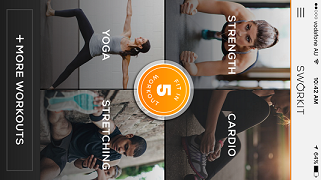 vodafone AU
10:42 AM
64%
SWORKIT
STRENGTH
CARDIO
FIT IN
5
WORKOUT
YOGA
STRETCHING
+MORE WORKOUTS